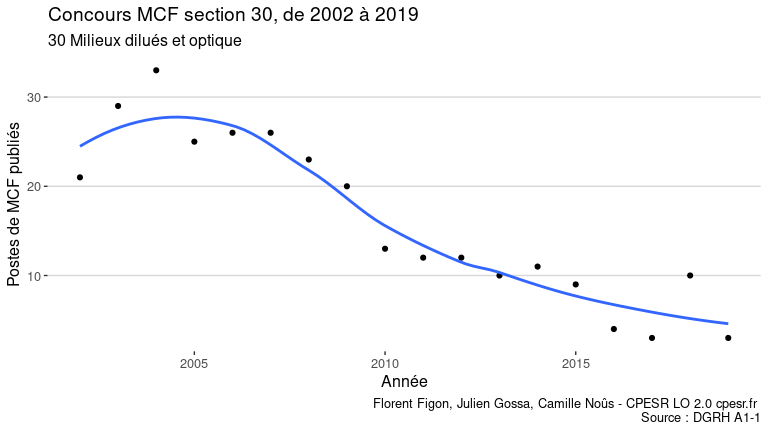 Concours MCF section 30, de 2002 à 2019
30 Milieux dilués et optique
Postes de MCF publiés
30
20
10
2005 2010 2015
Année
Florent Figon, Julien Gossa, Camille Noûs - CPESR LO 2.0 cpesr.fr
Source : DGRH A1-1